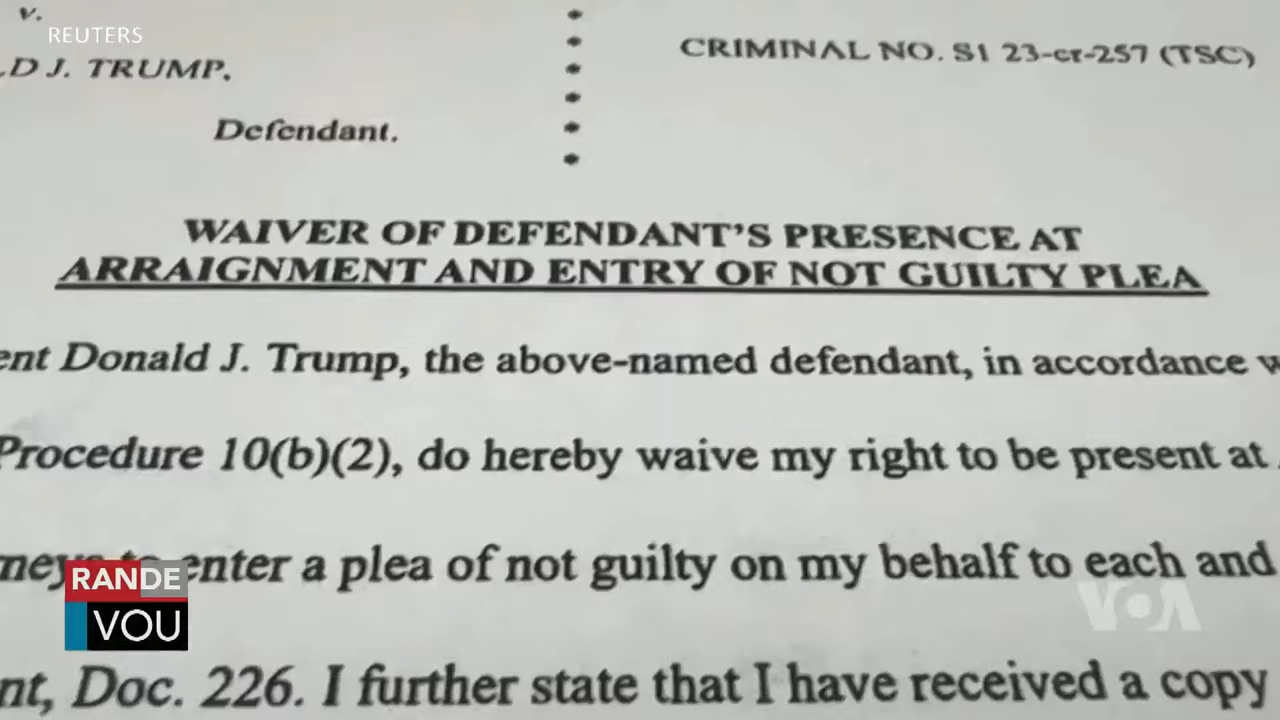 v.
REUTERS
D J. TRUMP,
CRIMINAL NO. S1 23-cr-257 (TSC)
Defendant.
WAIVER OF DEFENDANT'S PRESENCE AT
ARRAIGNMENT AND ENTRY OF NOT GUILTY PLEA
ent Donald J. Trump, the above-named defendant, in accordance w
Procedure 10(b)(2), do hereby waive my right to be present at
neys to enter a plea of not guilty on my behalf to each and
RANDE
VOU
VOA
nt, Doc. 226. I further state that I have received a copy